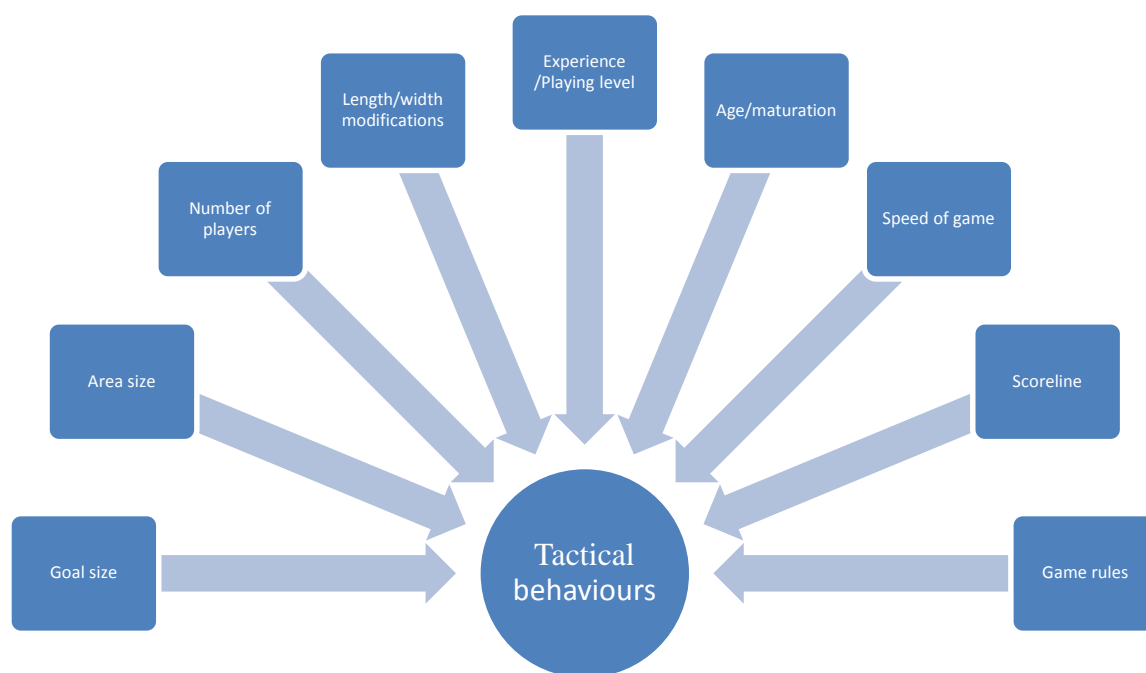 Experience
/Playing level
Length/width
modifications
Age/maturation
Number of
players
Speed of game
Area size
Scoreline
Goal size
Tactical
behaviours
Game rules